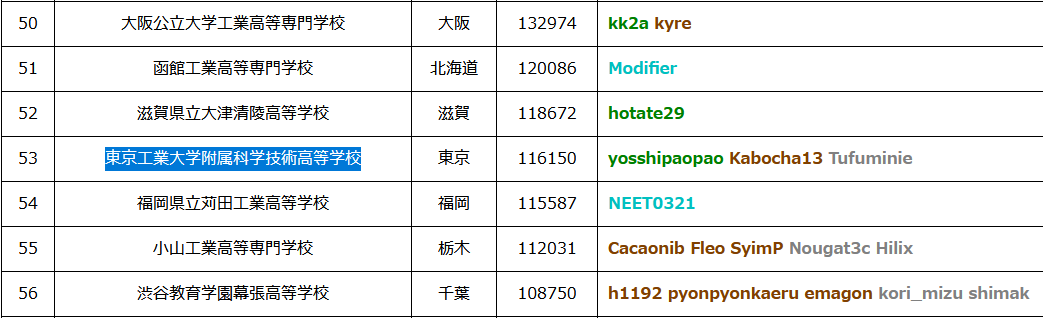 50 大阪公立大学工業高等専門学校 大阪 132974 kk2a kyre
51 函館工業高等専門学校 北海道 120086 Modifier
52 滋賀県立大津清陵高等学校 滋賀 118672 hotate29
53 東京工業大学附属科学技術高等学校 東京 116150 yosshipaopao Kabocha13 Tufuminie
54 福岡県立苅田工業高等学校 福岡 115587 NEET0321
55 小山工業高等専門学校 栃木 112031 Cacaonib Fleo SyimP Nougat3c Hilix
56 渋谷教育学園幕張高等学校 千葉 108750 h1192 pyonpyonkaeru emagon kori_mizu shimak